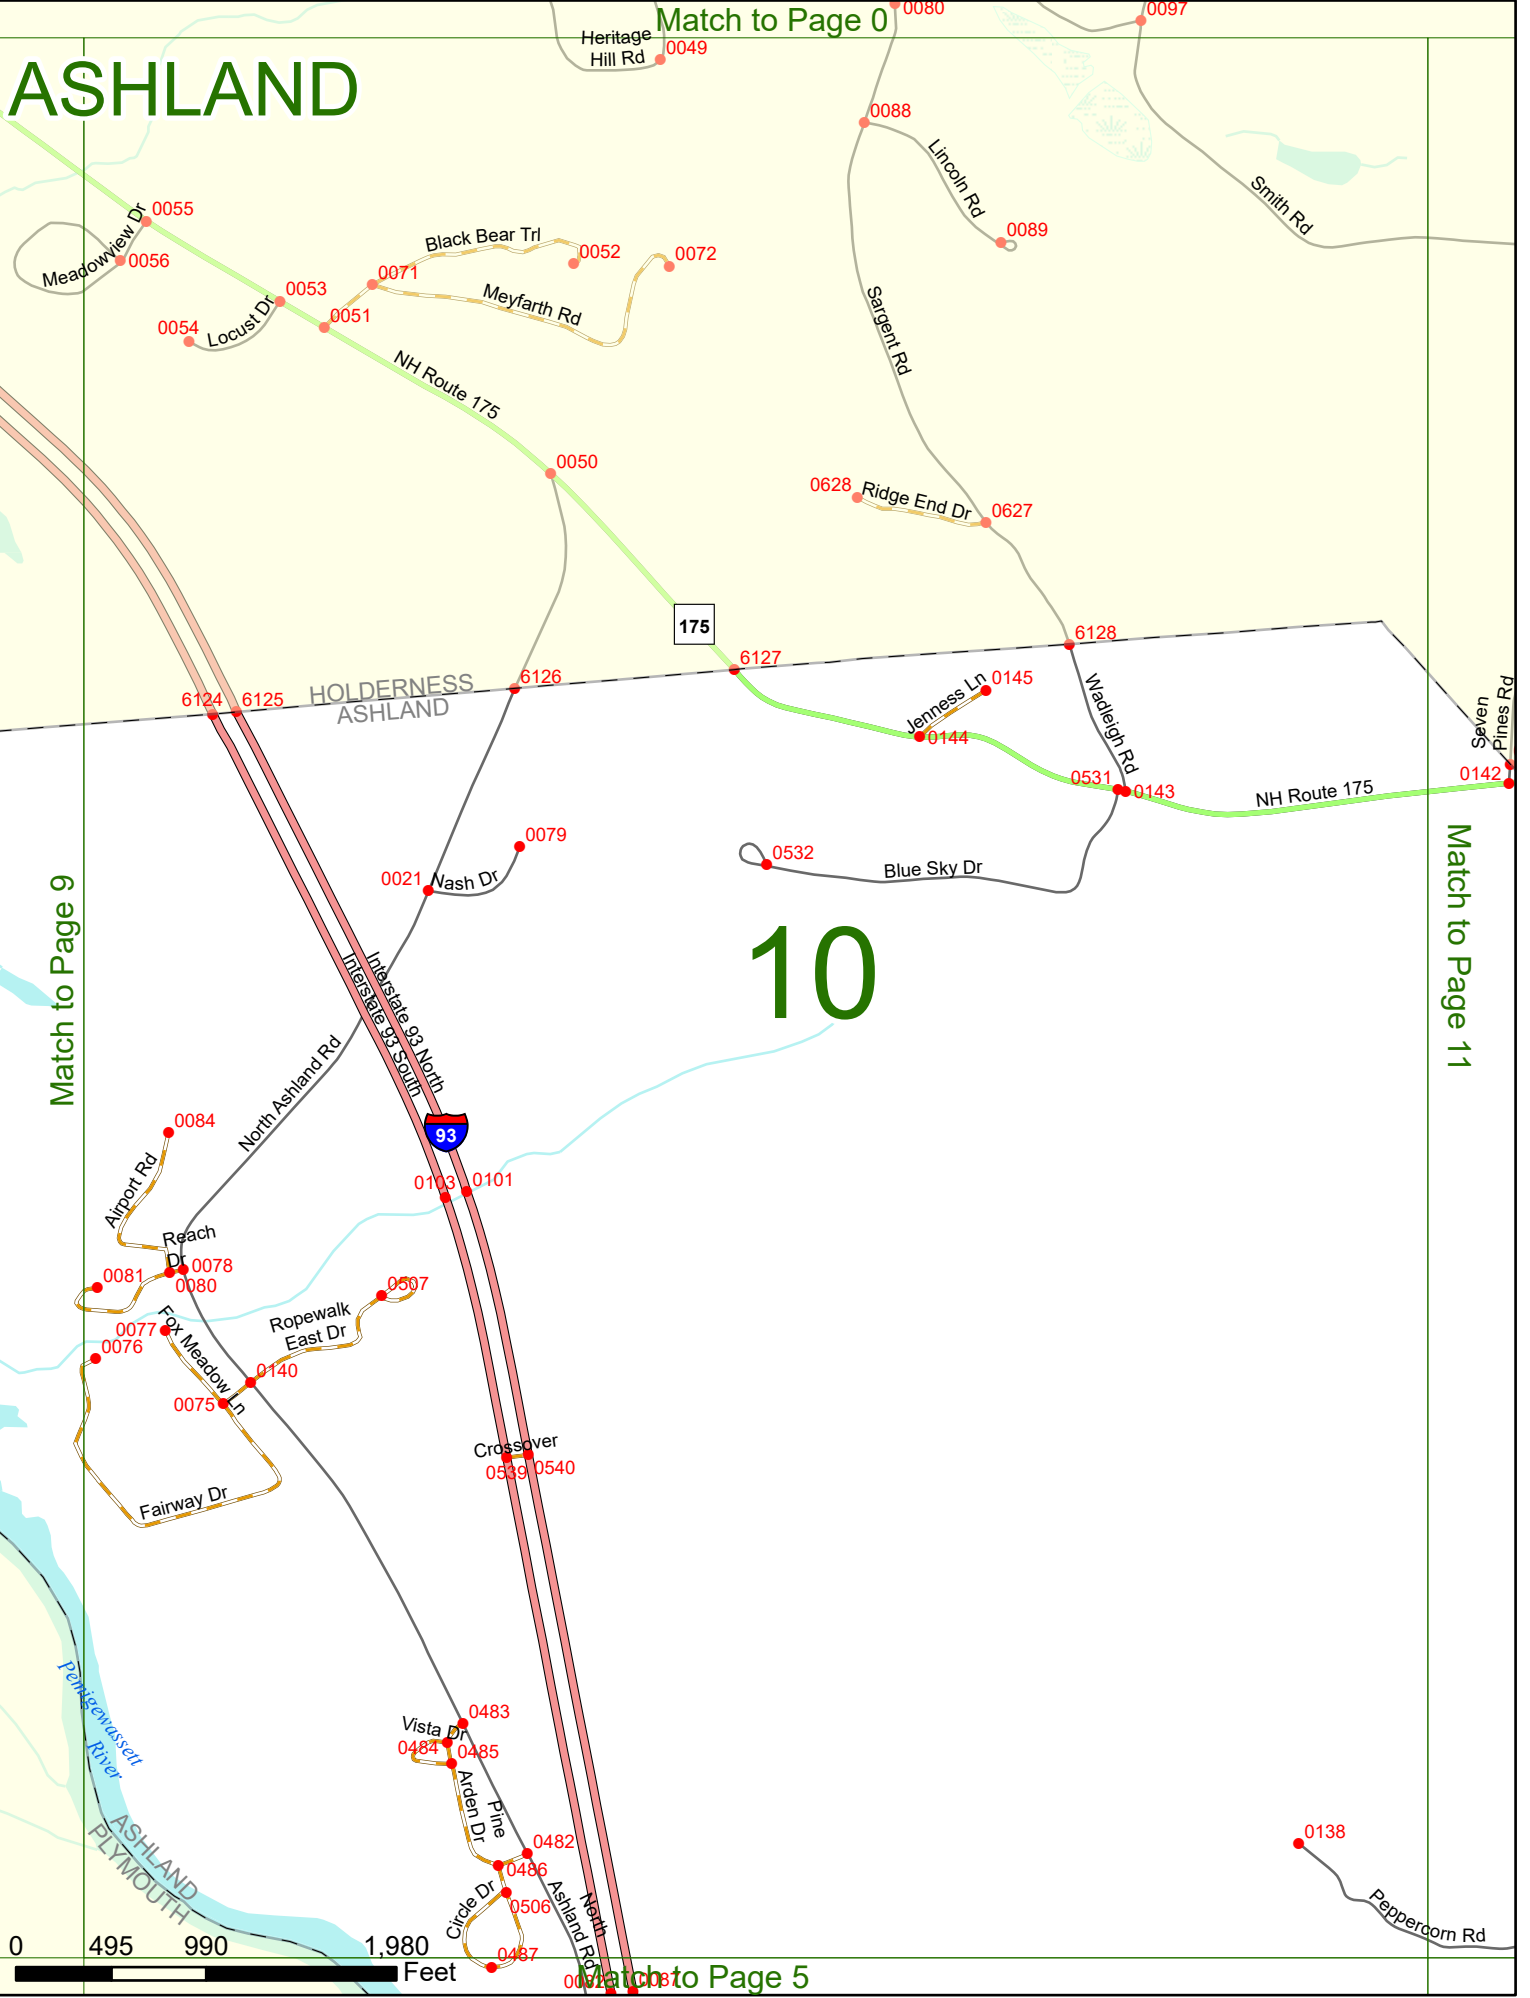 Match to Page 0
0080
0097
Heritage
Hill Rd
0049
ASHLAND
0088
Lincoln Rd
0089
Smith Rd
0055
Meadowview Dr
0056
Black Bear Trl
0052
0072
0071
Meyfarth Rd
0053
0051
0054
Locust Dr
Sargent Rd
NH Route 175
0050
0628
Ridge End Dr
0627
175
6128
6127
6126
HOLDERNESS
ASHLAND
6124
6125
Jenness Ln
0145
0144
Wadleigh Rd
Seven
Pines Rd
0531
0143
0142
NH Route 175
0079
0021
Nash Dr
0532
Blue Sky Dr
Match to Page 9
10
Match to Page 11
Interstate 93 North
Interstate 93 South
North Ashland Rd
93
0084
Airport Rd
0103
0101
Reach
Dr
0078
0080
0081
0507
Ropewalk
East Dr
0077
Fox Meadow Ln
0076
0140
0075
Crossover
0539
0540
Fairway Dr
Pemigewassett
River
0483
Vista Dr
0484
0485
Arden Dr
Pine
0482
0486
0506
Circle Dr
North
Ashland Rd
0487
ASHLAND
PLYMOUTH
0138
Peppercorn Rd
0
495
990
1,980
Feet
0087
Match to Page 5